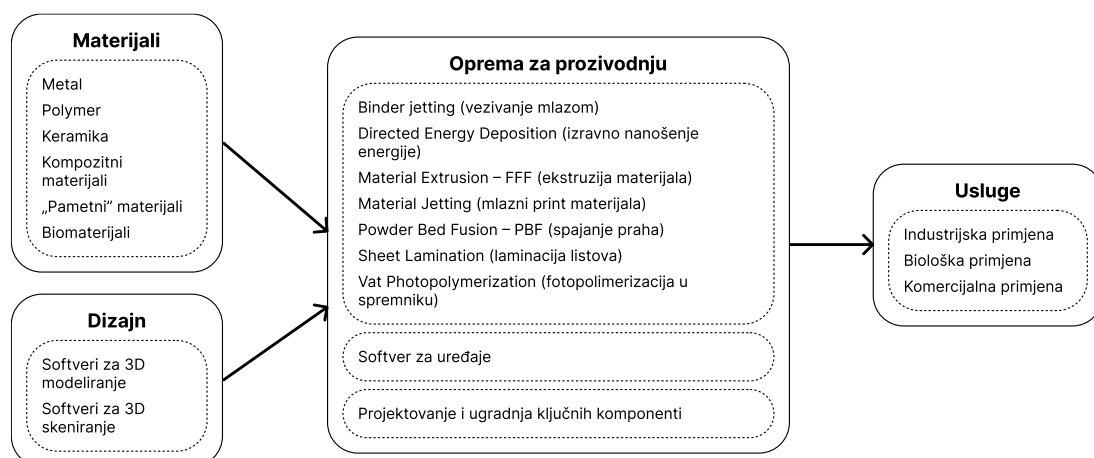 Materijali
Metal
Polymer
Keramika
Kompozitni
materijali
„Pametni” materijali
Biomaterijali
Dizajn
Softveri za 3D
modeliranje
Softveri za 3D
skeniranje
Oprema za prozivodnju
Binder jetting (vezivanje mlazom)
Directed Energy Deposition (izravno nanošenje
energije)
Material Extrusion – FFF (ekstruzija materijala)
Material Jetting (mlazni print materijala)
Powder Bed Fusion – PBF (spajanje praha)
Sheet Lamination (laminacija listova)
Vat Photopolymerization (fotopolimerizacija u
spremniku)
Softver za uređaje
Projektovanje i ugradnja ključnih komponenti
Usluge
Industrijska primjena
Biološka primjena
Komercijalna primjena